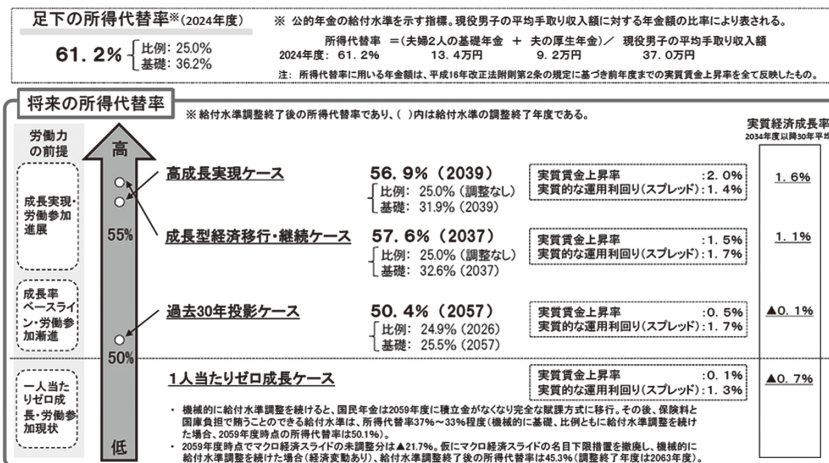 足下の所得代替率※(2024年度)
61.2%
比例: 25.0%
基礎: 36.2%
※ 公的年金の給付水準を示す指標。現役男子の平均手取り収入額に対する年金額の比率により表される。
所得代替率 =(夫婦2人の基礎年金 + 夫の厚生年金)/ 現役男子の平均手取り収入額
2024年度: 61.2% 13.4万円 9.2万円 37.0万円
注: 所得代替率に用いる年金額は、平成16年改正法附則第2条の規定に基づき前年度までの実質賃金上昇率を全て反映したもの。
将来の所得代替率
※給付水準調整終了後の所得代替率であり、( )内は給付水準の調整終了年度である。
実質経済成長率
2034年度以降30年平均
労働力
の前提
高
成長実現・
労働参加
進展
高成長実現ケース
56.9% (2039)
比例: 25.0% (調整なし)
基礎: 31.9% (2039)
実質賃金上昇率 :2.0%
実質的な運用利回り(スプレッド):1.4%
1.6%
55%
成長型経済移行・継続ケース
57.6% (2037)
比例: 25.0% (調整なし)
基礎: 32.6% (2037)
実質賃金上昇率 :1.5%
実質的な運用利回り(スプレッド):1.7%
1.1%
成長率
ベースライ
ン・労働参
加漸進
過去30年投影ケース
50.4% (2057)
比例: 24.9% (2026)
基礎: 25.5% (2057)
実質賃金上昇率 :0.5%
実質的な運用利回り(スプレッド):1.7%
▲0.1%
50%
一人当た
りゼロ成
長・労働参
加現状
1人当たりゼロ成長ケース
実質賃金上昇率 :0.1%
実質的な運用利回り(スプレッド):1.3%
▲0.7%
・ 機械的に給付水準調整を続けると、国民年金は2059年度に積立金がなくなり完全な賦課方式に移行。その後、保険料と
国庫負担で賄うことのできる給付水準は、所得代替率37%~33%程度(機械的に基礎、比例ともに給付水準調整を続け
た場合、2059年度時点の所得代替率は50.1%)。
・ 2059年度時点でマクロ経済スライドの未調整分は▲21.7%。仮にマクロ経済スライドの名目下限措置を撤廃し、機械的に
給付水準調整を続けた場合(経済変動あり)、給付水準調整終了後の所得代替率は45.3%(調整終了年度は2063年度)。
低